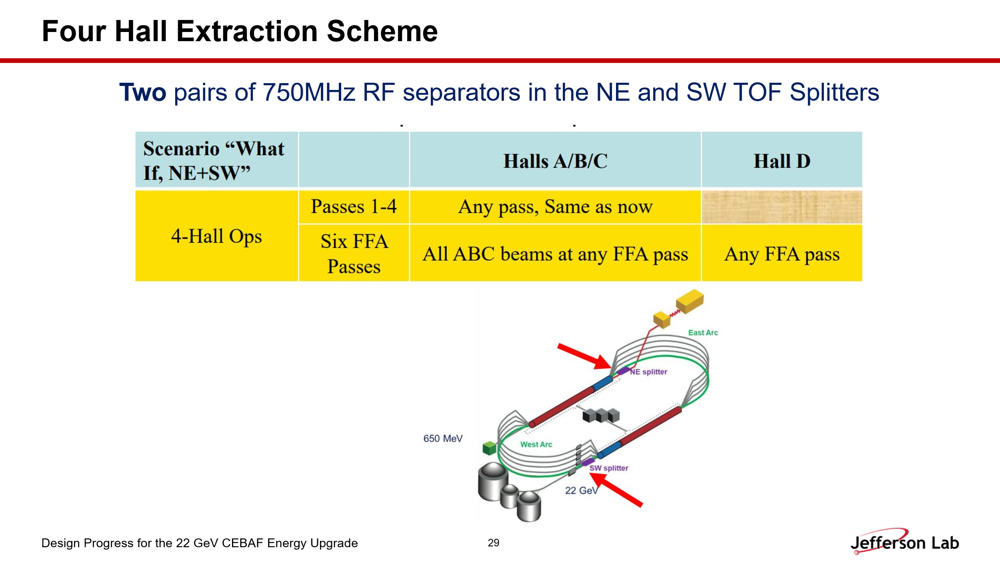 Four Hall Extraction Scheme
Two pairs of 750MHz RF separators in the NE and SW TOF Splitters
Scenario “What
If, NE+SW”
Halls A/B/C
Hall D
4-Hall Ops
Passes 1-4
Any pass, Same as now
Six FFA
Passes
All ABC beams at any FFA pass
Any FFA pass
East Arc
NE splitter
650 MeV
West Arc
SW splitter
22 GeV
Design Progress for the 22 GeV CEBAF Energy Upgrade
29
Jefferson Lab